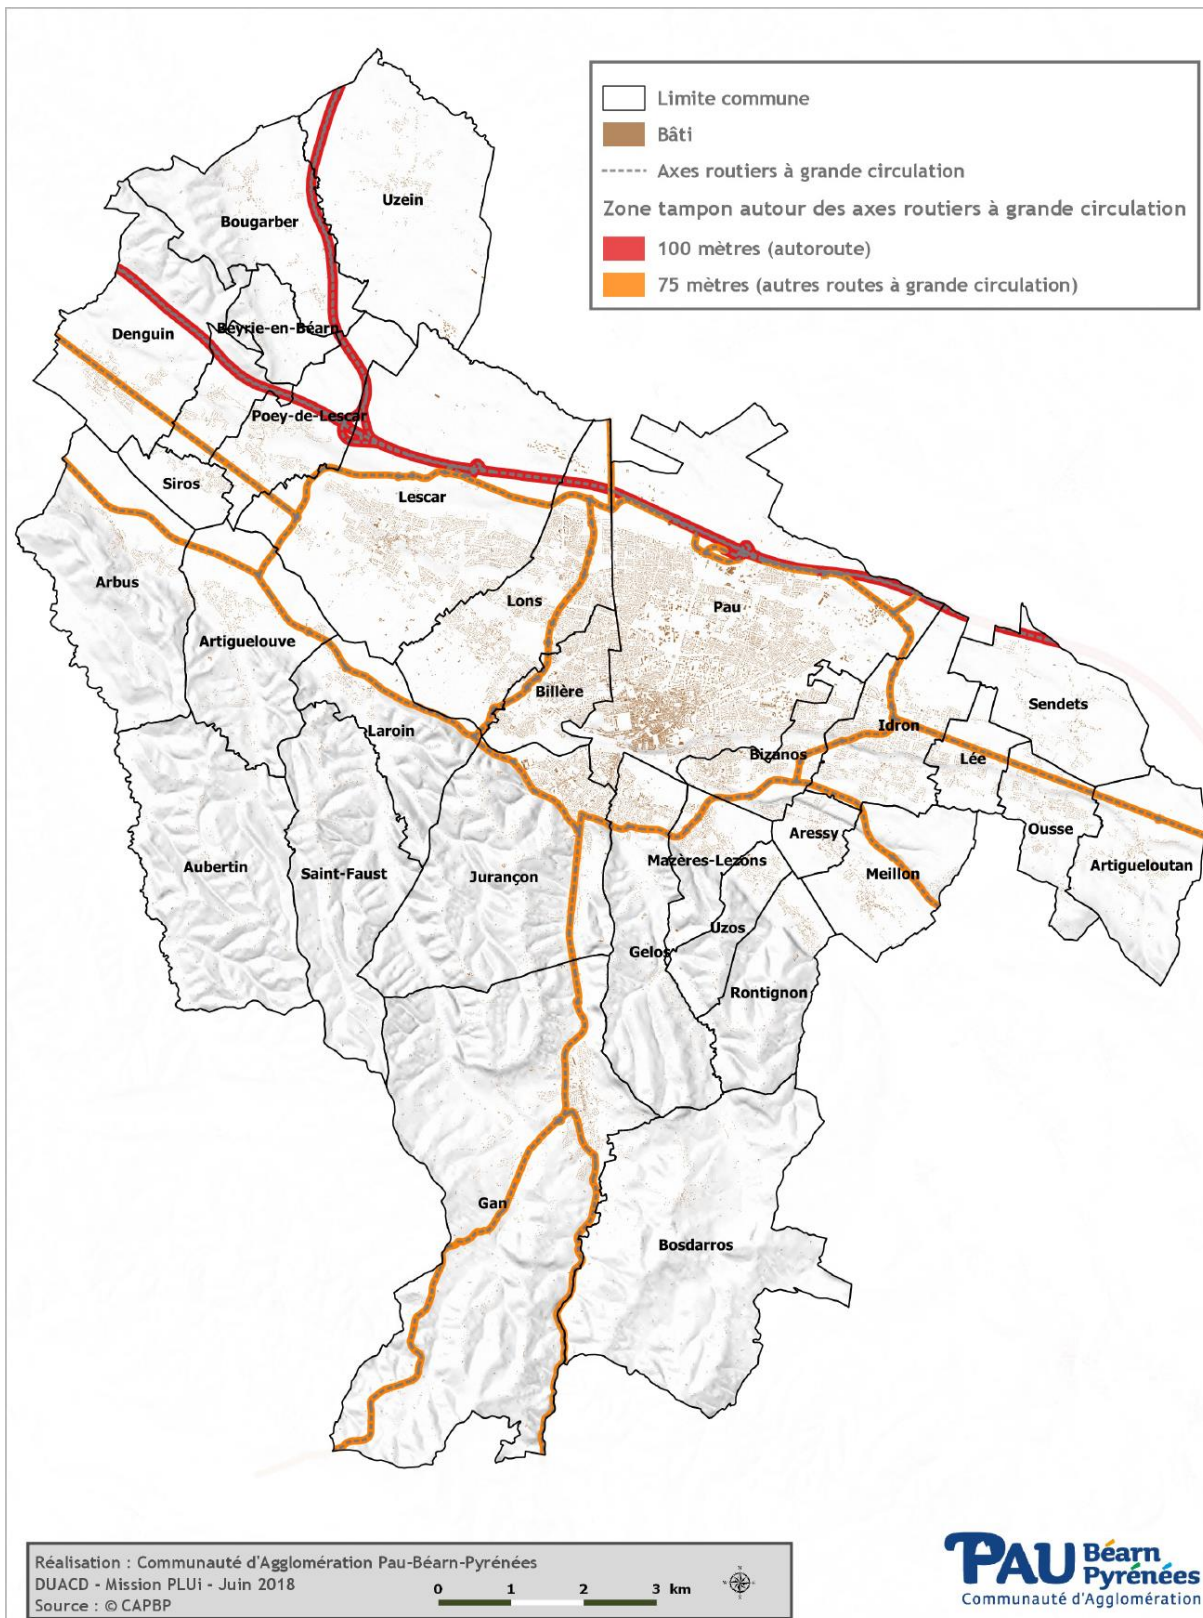 Limite commune
Bâti
Axes routiers à grande circulation
Zone tampon autour des axes routiers à grande circulation
100 mètres (autoroute)
75 mètres (autres routes à grande circulation)
Uzein
Bougarber
Denguin
Beyrie-en-Béarn
Poey-de-Lescar
Siros
Lescar
Arbus
Lons
Pau
Artiguelouve
Billère
Sendets
Laroin
Idron
Bizanos
Lée
Ousse
Aressy
Artigueloutan
Mazères-Lezons
Aubertin
Saint-Faust
Jurançon
Meillon
Uzos
Gelos
Rontignon
Gan
Bosdarros
Réalisation : Communauté d'Agglomération Pau-Béarn-Pyrénées
DUACD - Mission PLUi - Juin 2018
Source : © CAPBP
0 1 2 3 km
PAU Béarn
Pyrénées
Communauté d'Agglomération